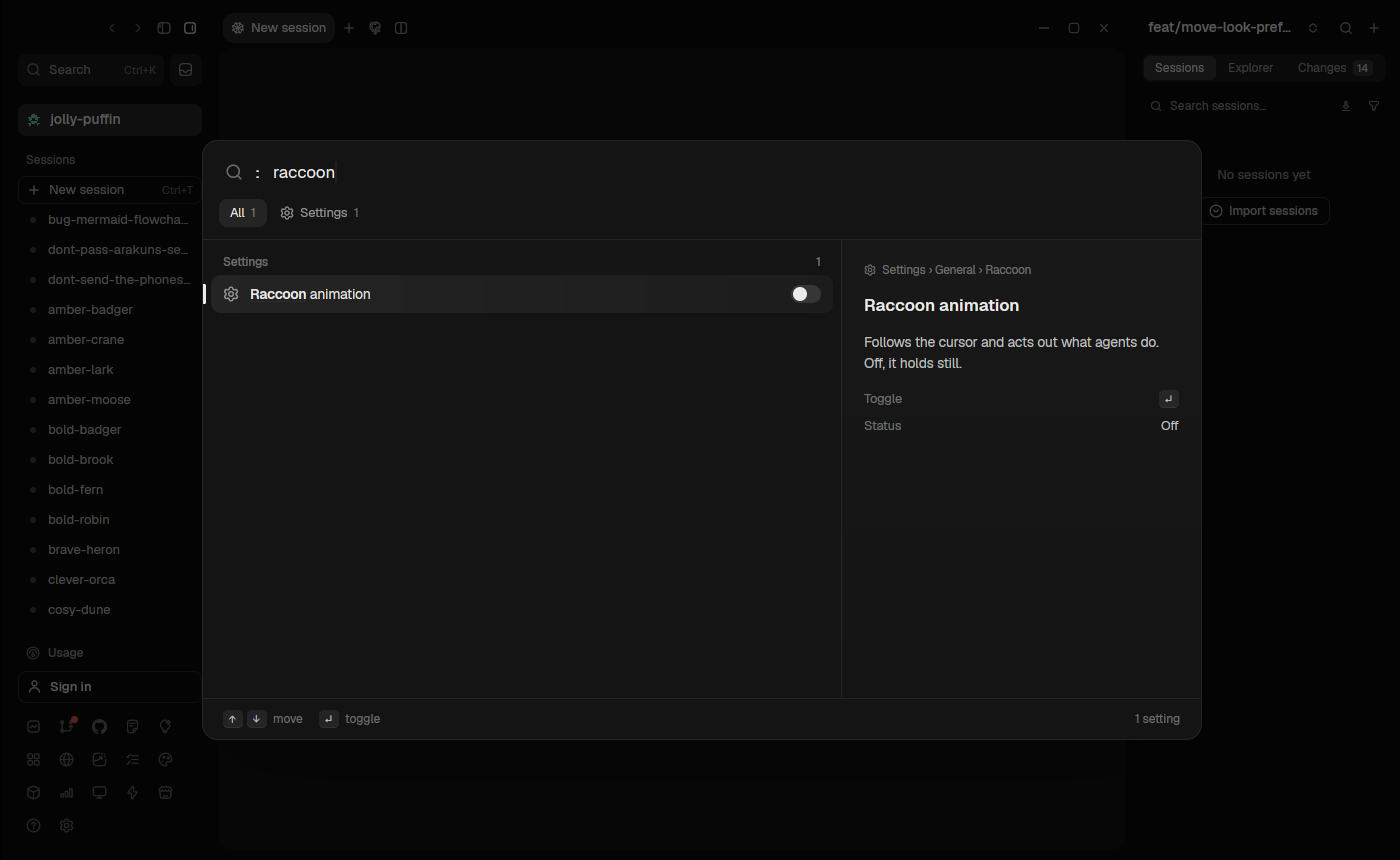 New session
feat/move-look-pref...
Search Ctrl+K
Sessions Explorer Changes 14
Search sessions...
jolly-puffin
Sessions
No sessions yet
New session Ctrl+T
Import sessions
bug-mermaid-flowcha...
dont-pass-arakuns-se...
dont-send-the-phones...
amber-badger
amber-crane
amber-lark
amber-moose
bold-badger
bold-brook
bold-fern
bold-robin
brave-heron
clever-orca
cosy-dune
Usage
Sign in
: raccoon
All 1 Settings 1
Settings 1
Raccoon animation
Settings › General › Raccoon
Raccoon animation
Follows the cursor and acts out what agents do.
Off, it holds still.
Toggle ↵
Status Off
↑ ↓ move ↵ toggle
1 setting